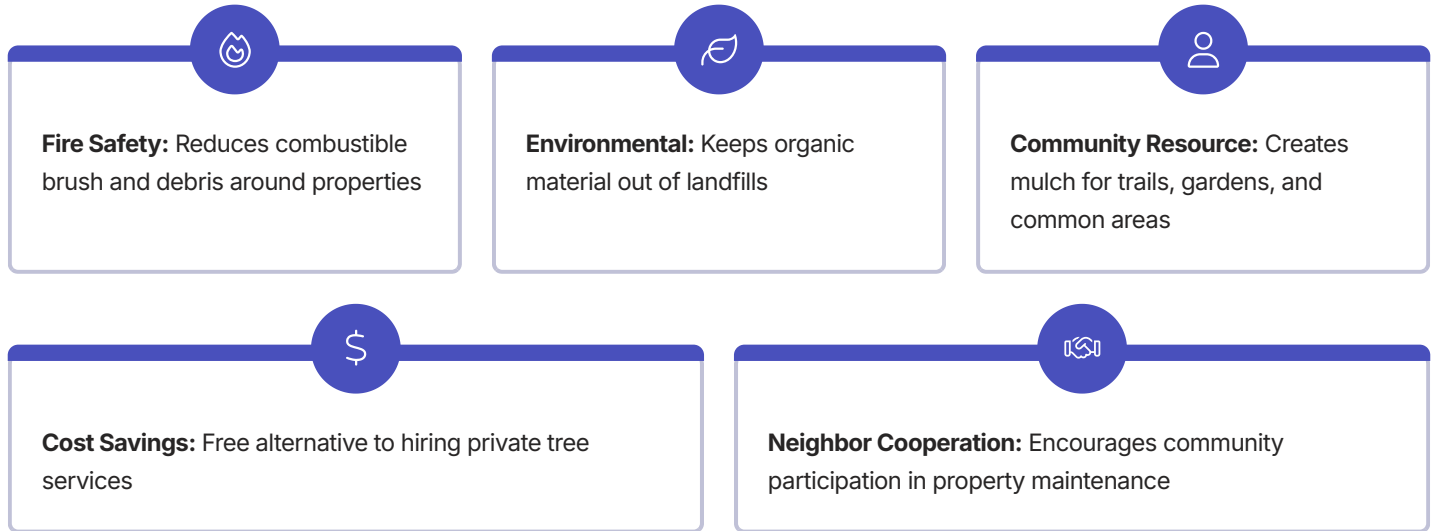 Fire Safety: Reduces combustible
brush and debris around properties
Environmental: Keeps organic
material out of landfills
Community Resource: Creates
mulch for trails, gardens, and
common areas
Cost Savings: Free alternative to hiring private tree
services
Neighbor Cooperation: Encourages community
participation in property maintenance